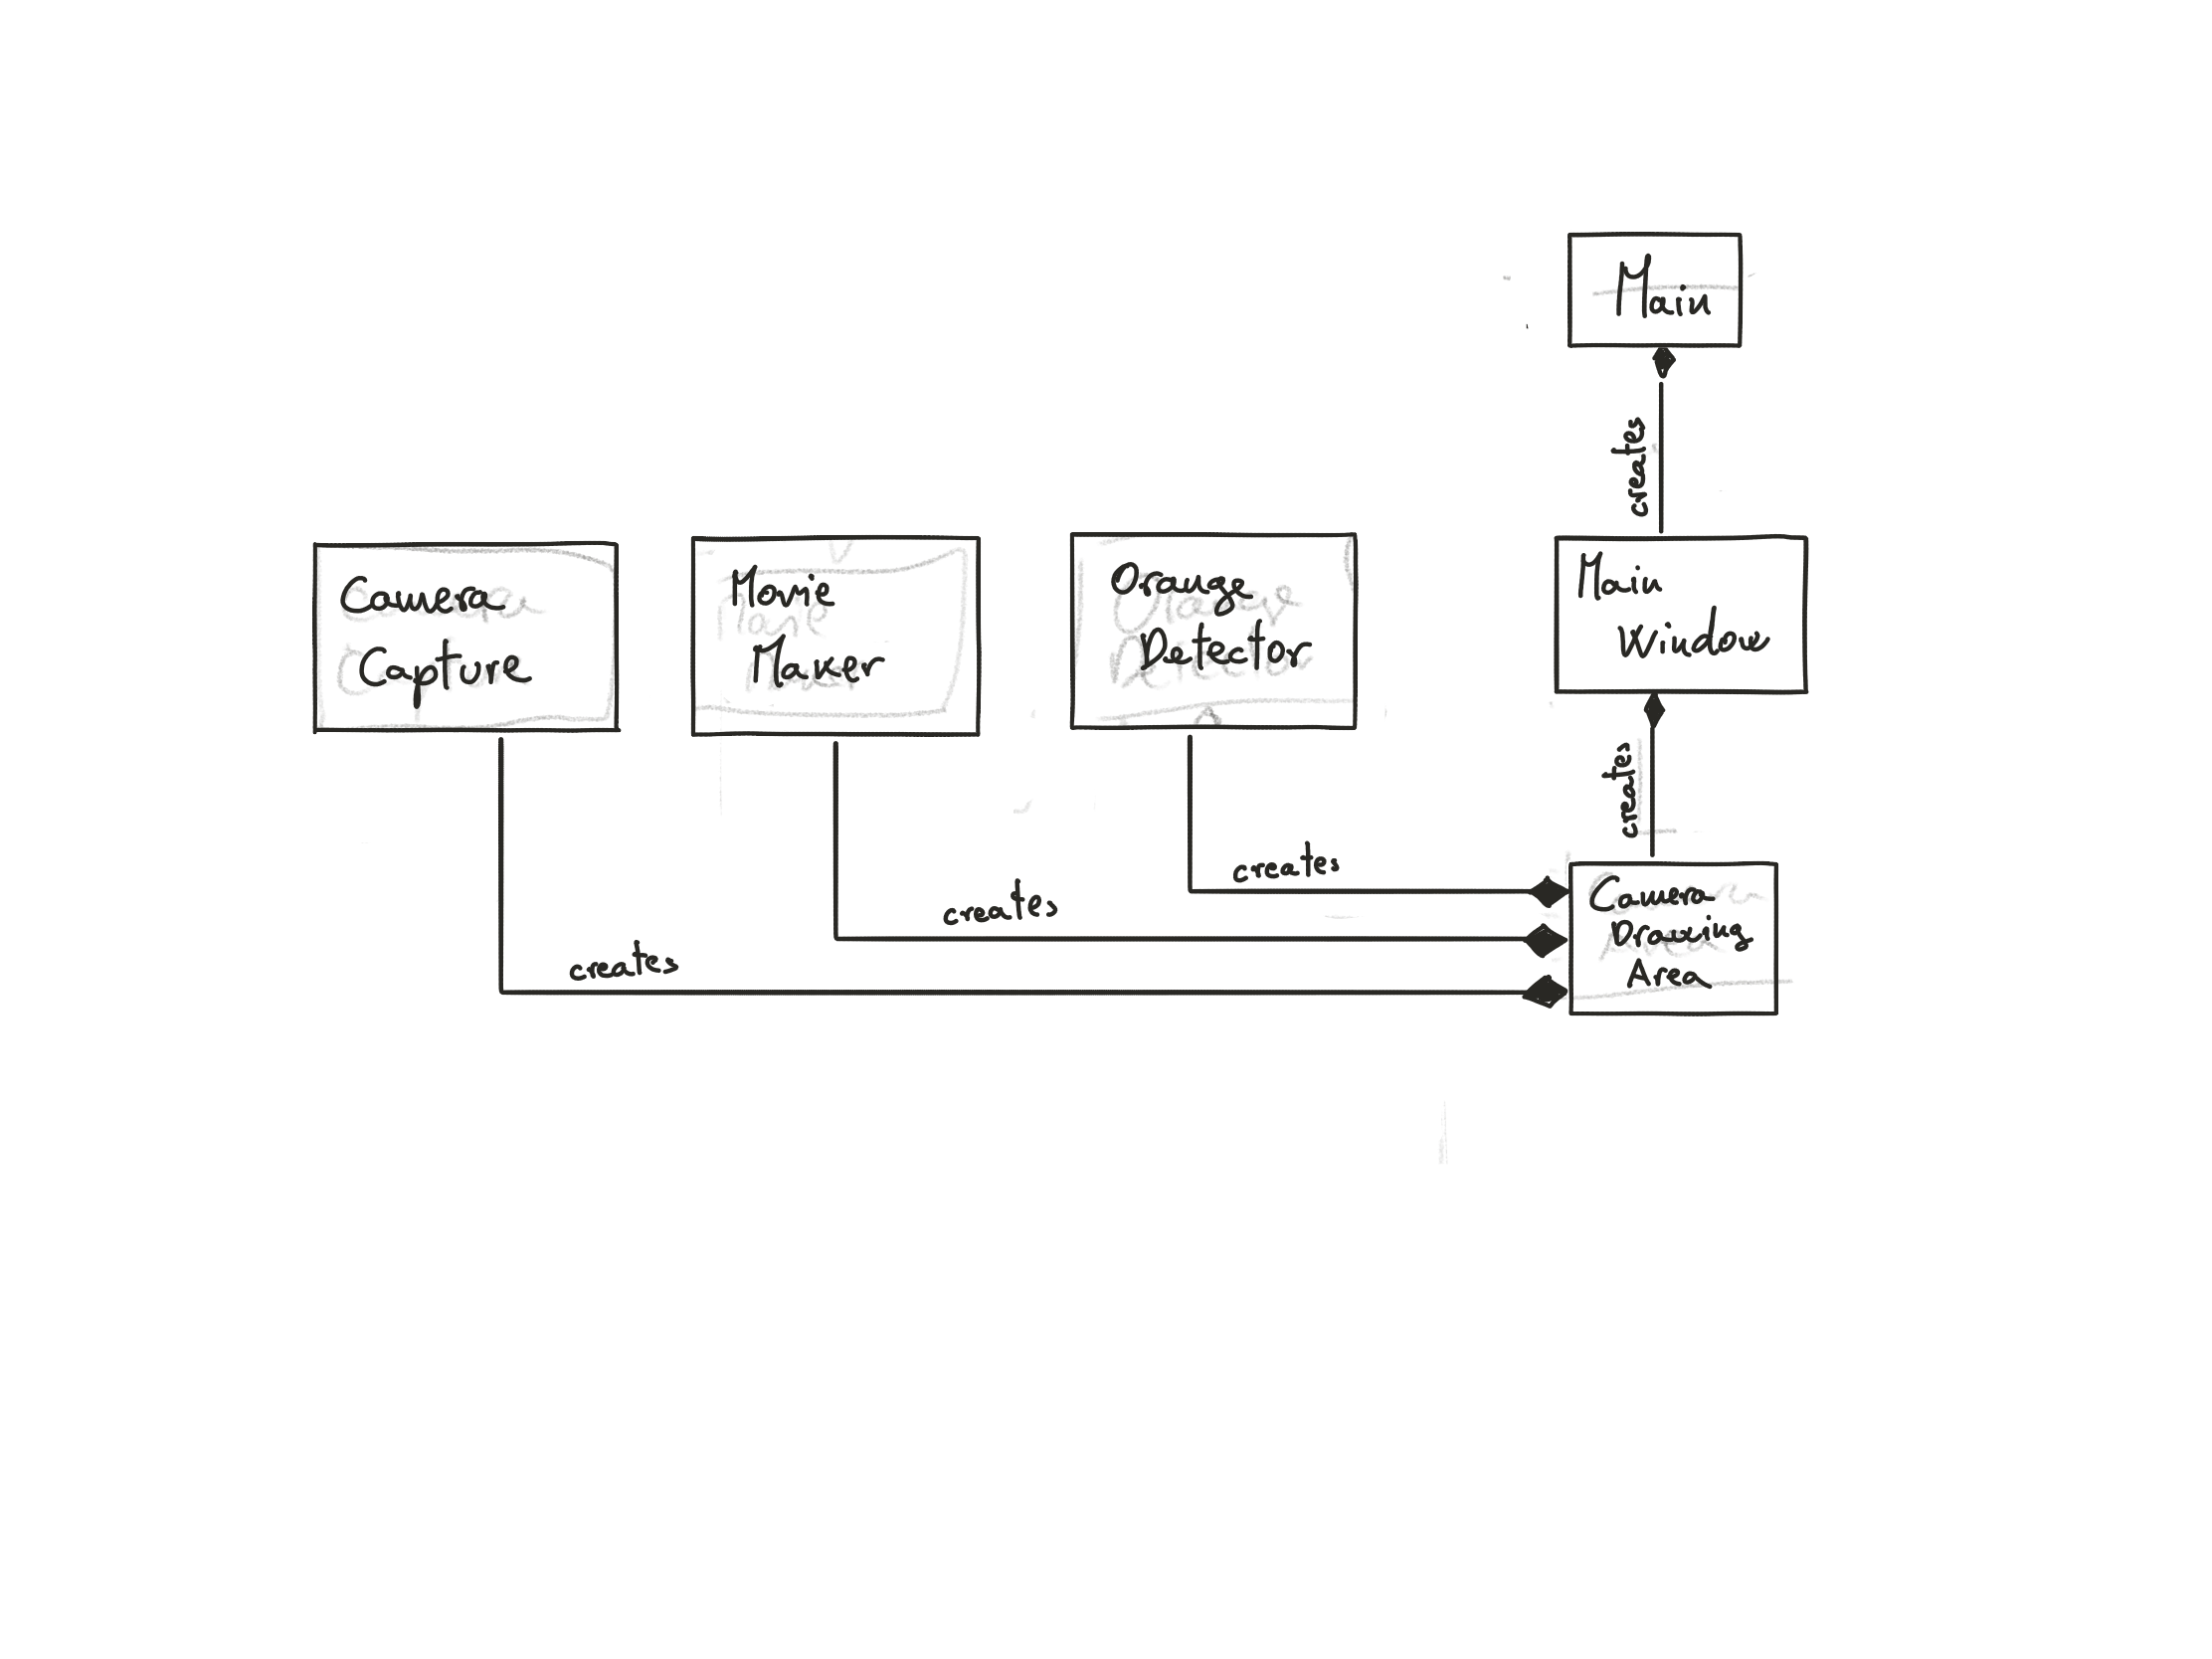 Main
creates
Camera
Capture
Movie
Maker
Orange
Detector
Main
Window
creates
creates
creates
creates
Camera
Drawing
Area